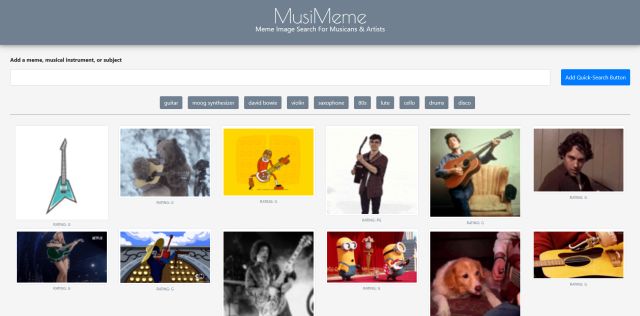 MusiMeme
Meme Image Search For Musicans & Artists
Add a meme, musical instrument, or subject
Add Quick-Search Button
guitar moog synthesizer david bowie violin saxophone 80s lute cello drums disco
RATING: G RATING: G RATING: G RATING: PG RATING: G RATING: G
NETFLIX
RATING: G RATING: G RATING: G RATING: G